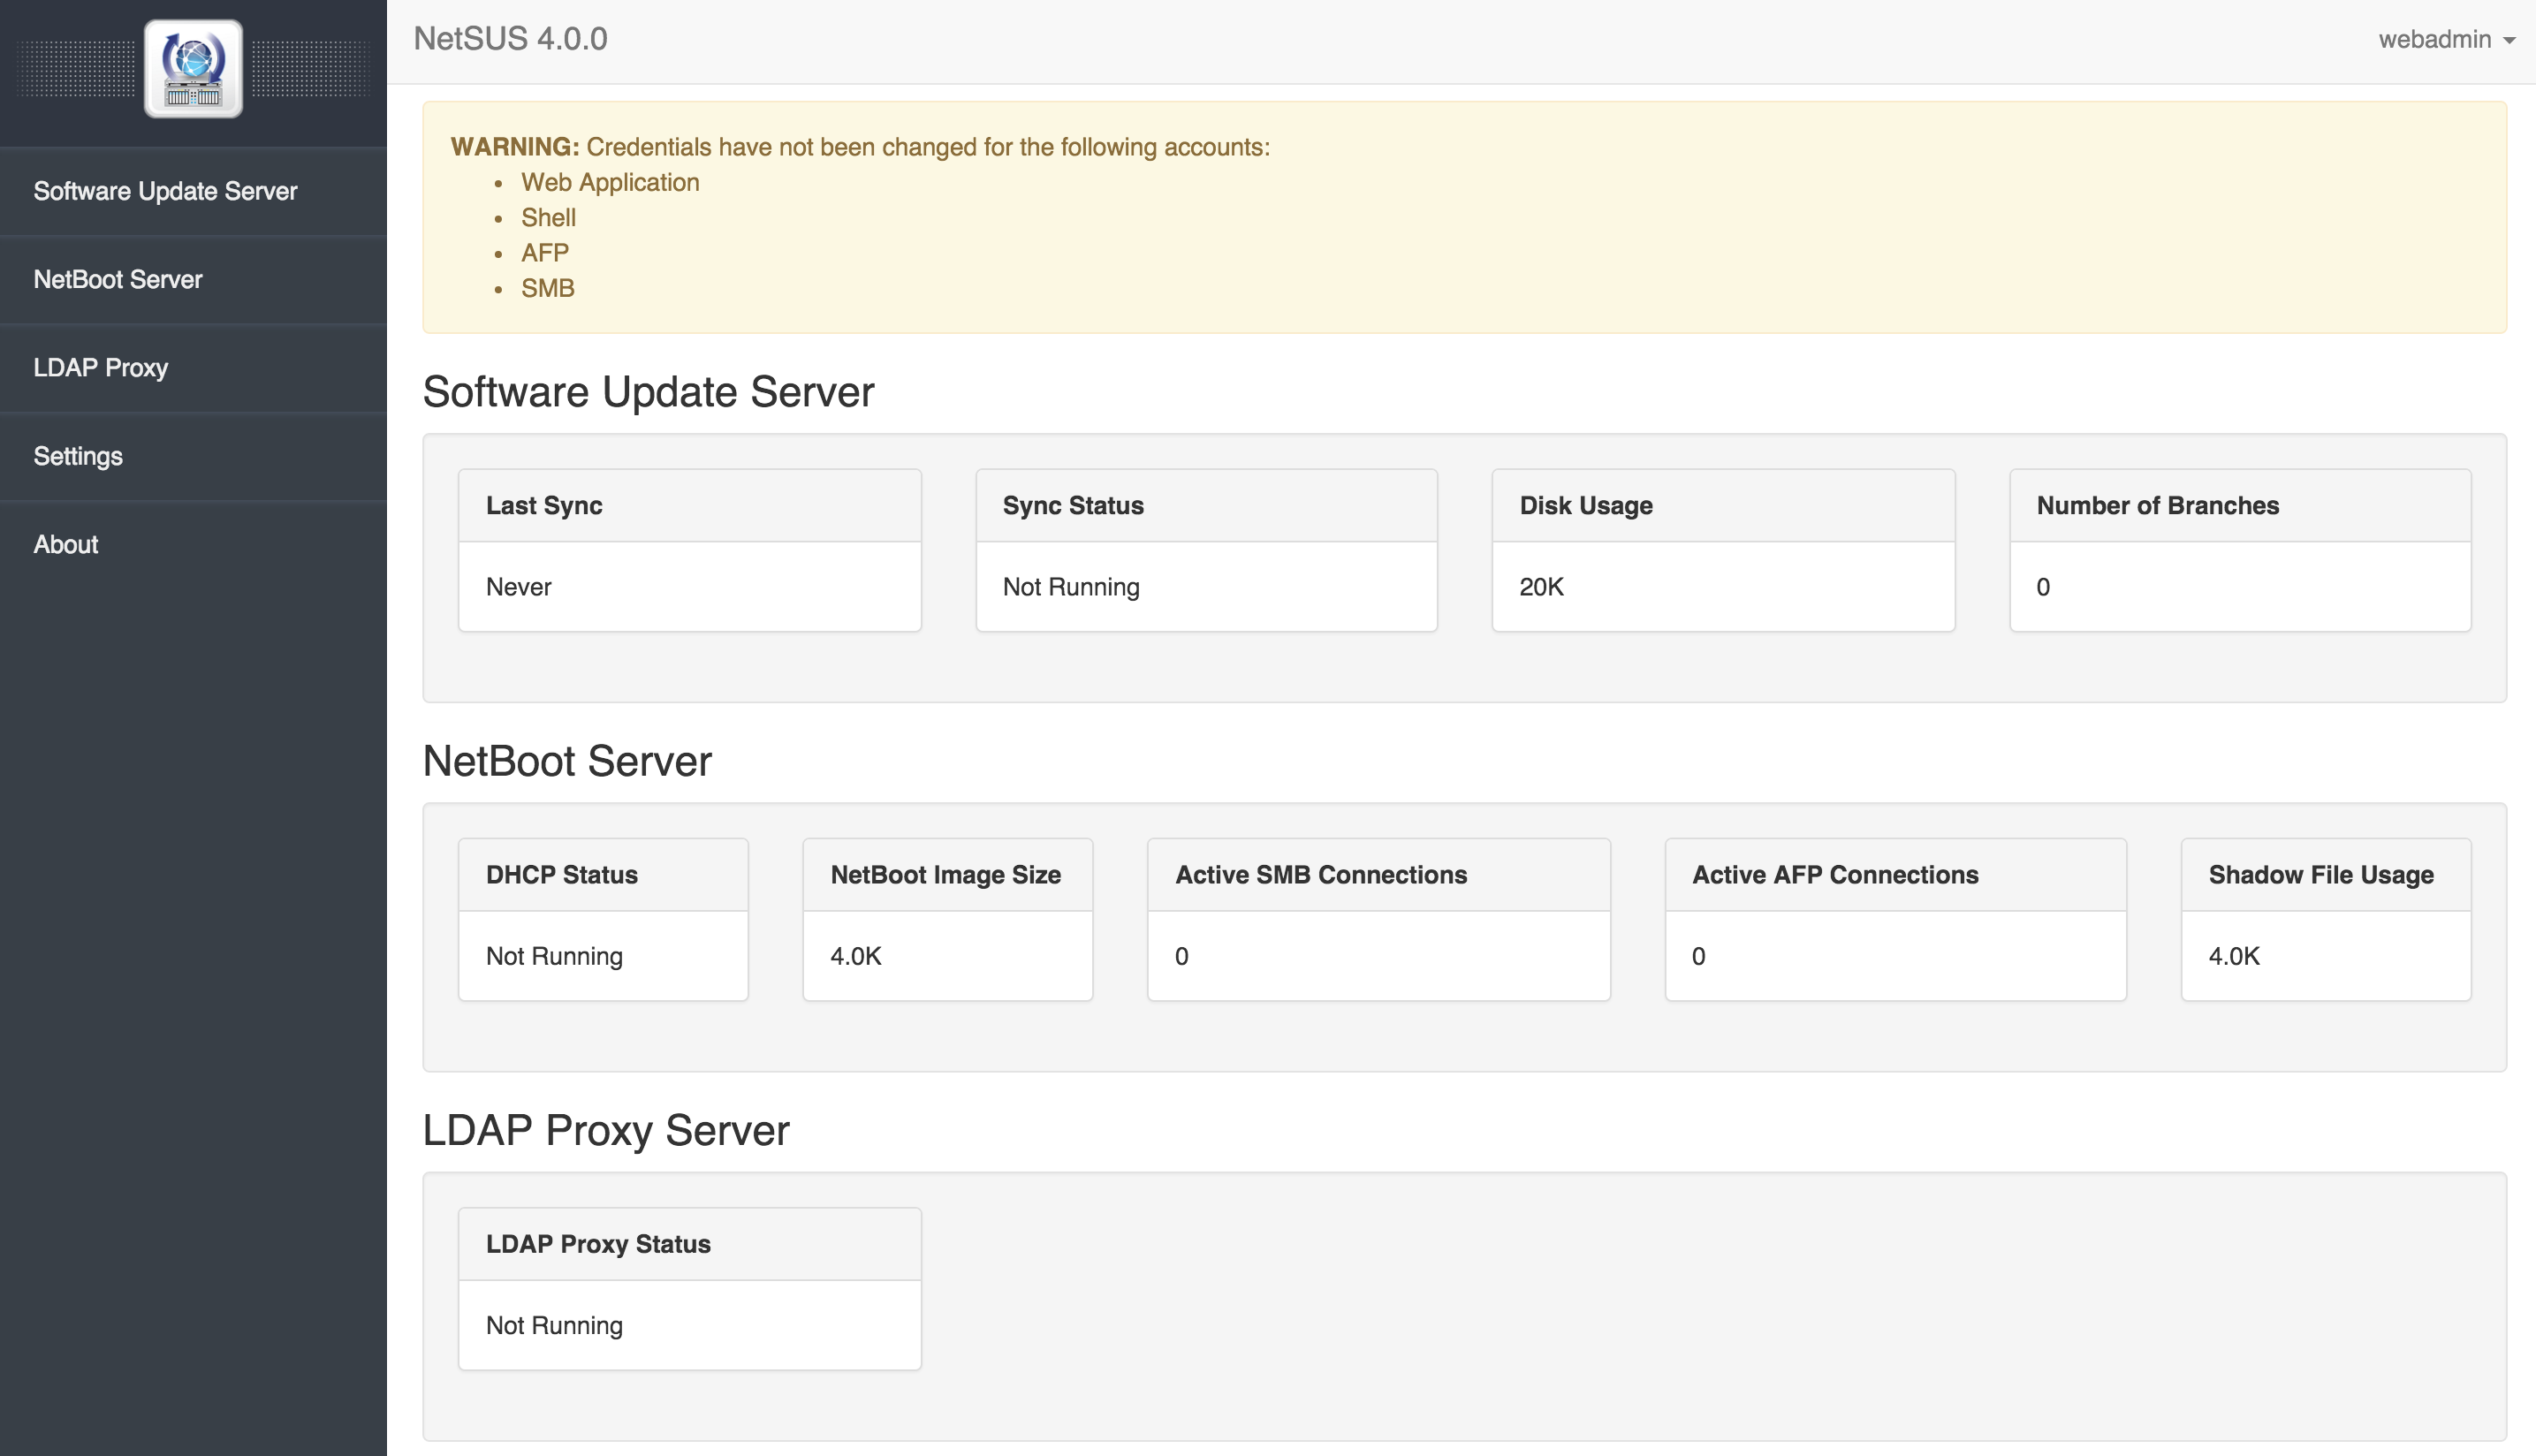 NetSUS 4.0.0
webadmin
Software Update Server
NetBoot Server
LDAP Proxy
Settings
About
WARNING: Credentials have not been changed for the following accounts:
• Web Application
• Shell
• AFP
• SMB
Software Update Server
Last Sync
Never
Sync Status
Not Running
Disk Usage
20K
Number of Branches
0
NetBoot Server
DHCP Status
Not Running
NetBoot Image Size
4.0K
Active SMB Connections
0
Active AFP Connections
0
Shadow File Usage
4.0K
LDAP Proxy Server
LDAP Proxy Status
Not Running